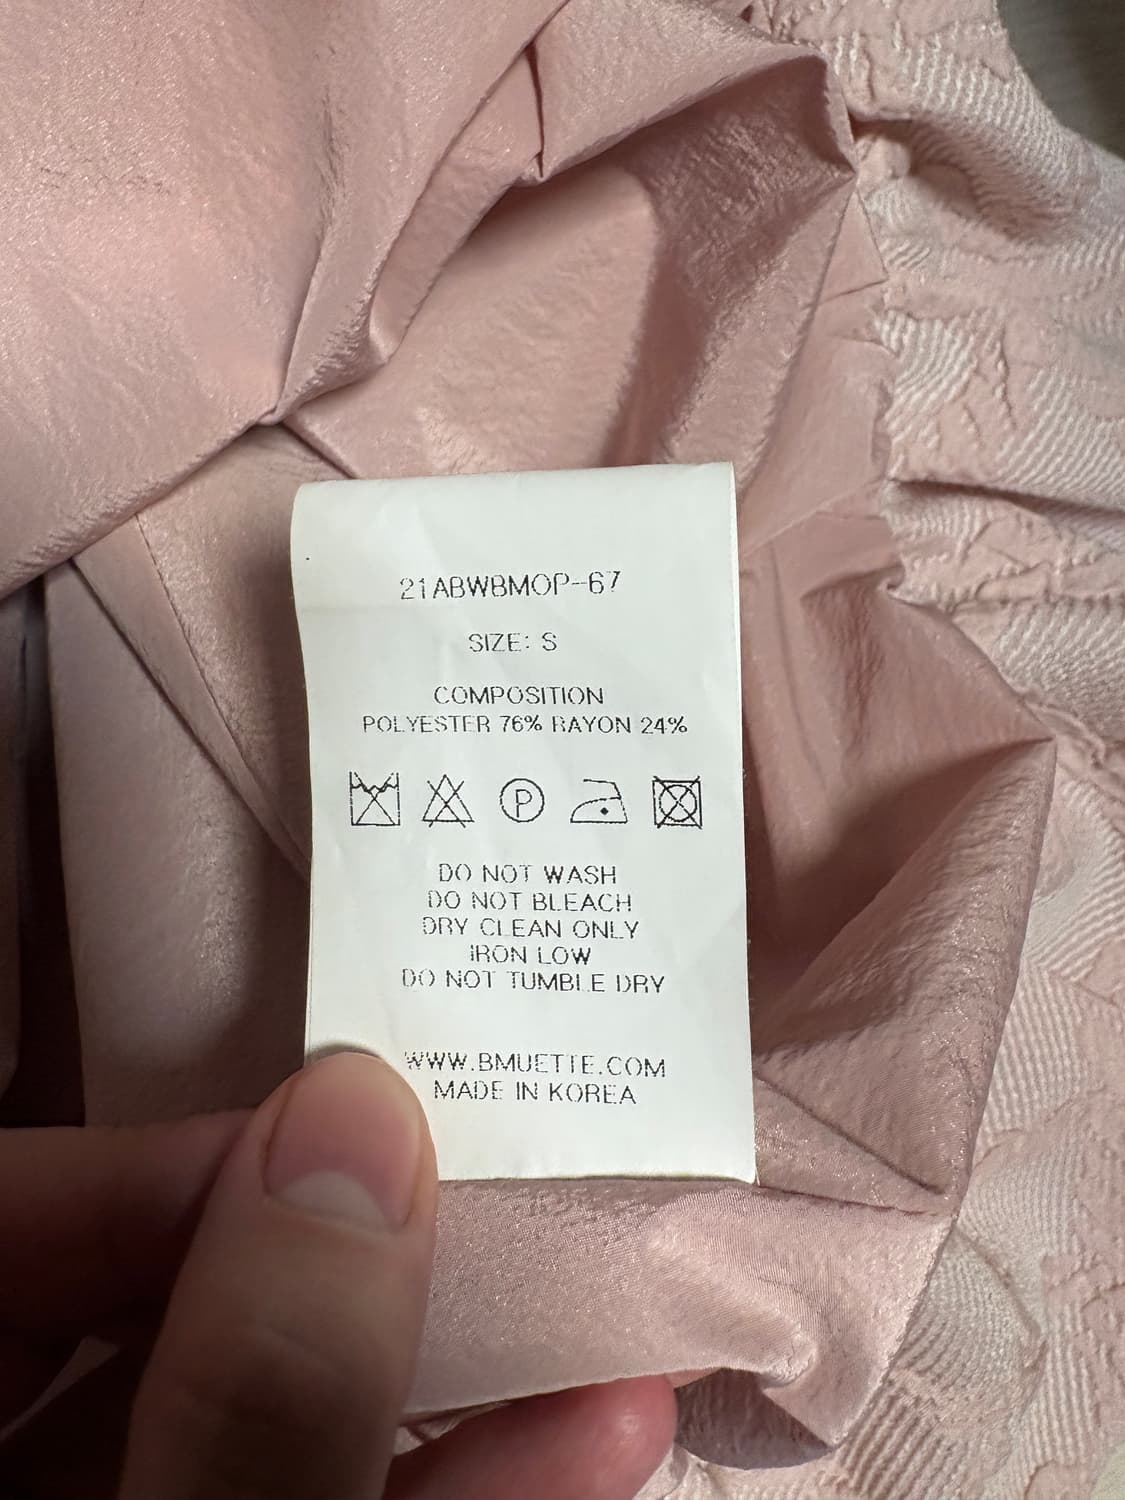 21ABWBMOP-67
SIZE: S
COMPOSITION
POLYESTER 76% RAYON 24%
P
DO NOT WASH
DO NOT BLEACH
DRY CLEAN ONLY
IRON LOW
DO NOT TUMBLE DRY
WWW.BMUETTE.COM
MADE IN KOREA